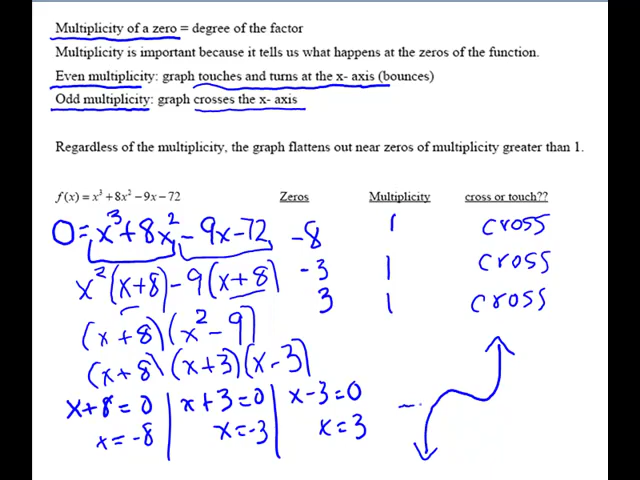 Multiplicity of a zero = degree of the factor
Multiplicity is important because it tells us what happens at the zeros of the function.
Even multiplicity: graph touches and turns at the x- axis (bounces)
Odd multiplicity: graph crosses the x- axis
Regardless of the multiplicity, the graph flattens out near zeros of multiplicity greater than 1.
f(x) = x³ + 8x² − 9x − 72 Zeros Multiplicity cross or touch??
0 = x³ + 8x² − 9x − 72 −8 1 cross
x²(x+8) − 9(x+8) −3 1 cross
3 1 cross
(x+8)(x² − 9)
(x+8)(x+3)(x−3)
x+8=0 | x+3=0 | x−3=0
x=−8 | x=−3 | x=3